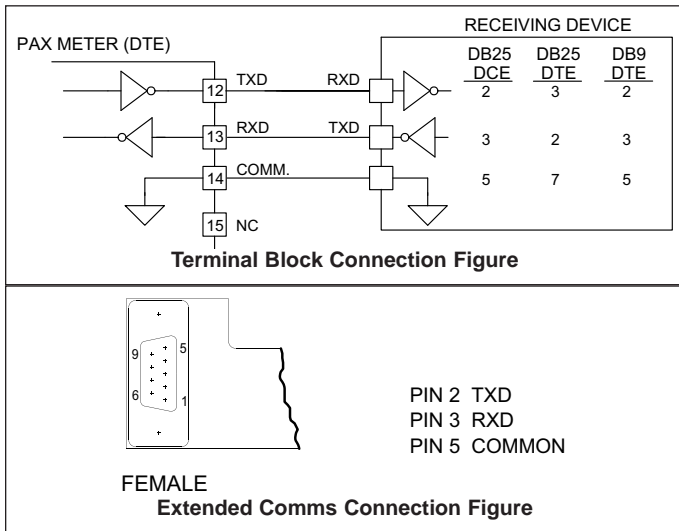 RECEIVING DEVICE
PAX METER (DTE)
DB25 DB25 DB9
DCE DTE DTE
12 TXD RXD 2 3 2
13 RXD TXD 3 2 3
14 COMM. 5 7 5
15 NC
Terminal Block Connection Figure
9 5
6 1
PIN 2 TXD
PIN 3 RXD
PIN 5 COMMON
FEMALE
Extended Comms Connection Figure